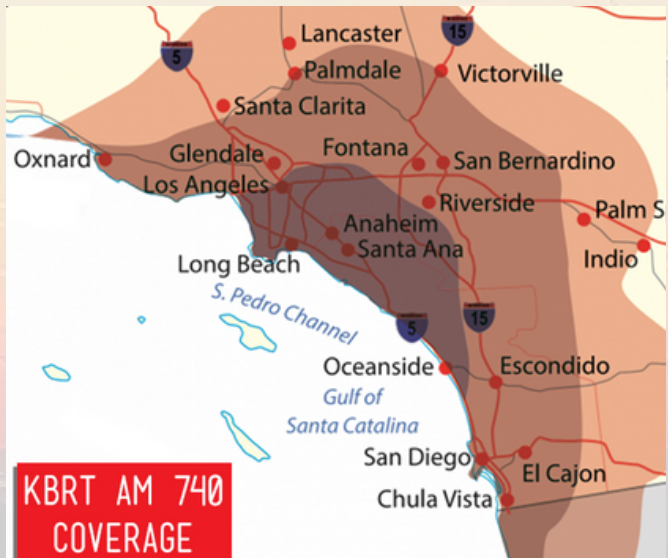 Lancaster
15
5
Palmdale
Victorville
Santa Clarita
Oxnard
Glendale
Fontana
San Bernardino
Los Angeles
Riverside
Palm S
Anaheim
Santa Ana
Indio
Long Beach
S. Pedro Channel
15
5
Oceanside
Escondido
Gulf of
Santa Catalina
San Diego
El Cajon
Chula Vista
KBRT AM 740
COVERAGE